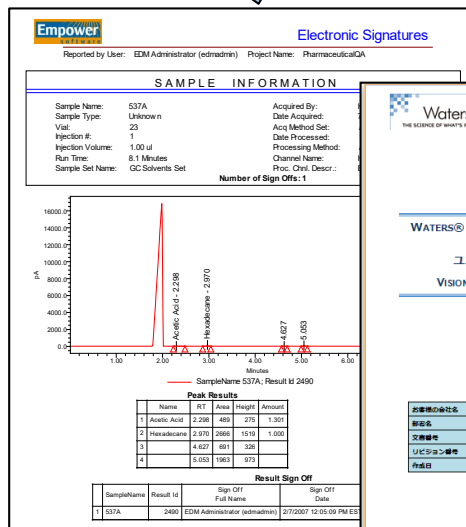 Empower
software
Electronic Signatures
Reported by User: EDM Administrator (edmadmin) Project Name: PharmaceuticalQA
SAMPLE INFORMATION
Sample Name: 537A Acquired By:
Sample Type: Unknown Date Acquired:
Vial: 23 Acq Method Set:
Injection #: 1 Date Processed:
Injection Volume: 1.00 ul Processing Method:
Run Time: 8.1 Minutes Channel Name:
Sample Set Name: GC Solvents Set Proc. Chnl. Descr.:
Number of Sign Offs: 1
16000.0
14000.0
12000.0
10000.0
8000.0
6000.0
4000.0
2000.0
0.0
pA
Acetic Acid - 2.298
Hexadecane - 2.970
4.627
5.053
1.00 2.00 3.00 4.00 5.00 6.00
Minutes
SampleName 537A; Result Id 2490
Peak Results
Name RT Area Height Amount
1 Acetic Acid 2.298 489 275 1.301
2 Hexadecane 2.970 2666 1519 1.000
3 4.627 691 326
4 5.053 1963 973
Result Sign Off
SampleName Result Id Sign Off Full Name Sign Off Date
1 537A 2490 EDM Administrator (edmadmin) 2/7/2007 12:05:09 PM EST
Waters
THE SCIENCE OF WHAT'S
WATERS®
ユ
VISION
お客様の会社名
部署名
文書番号
リビジョン番号
作成日